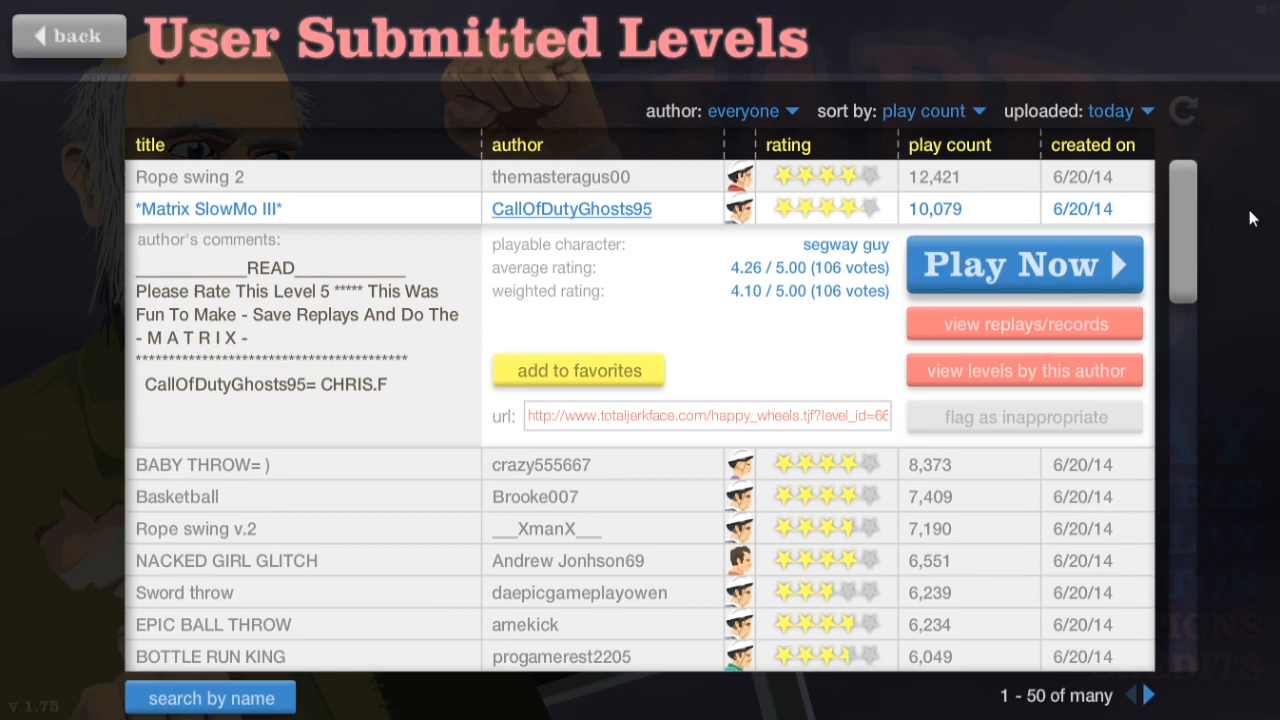 back
User Submitted Levels
author: everyone sort by: play count uploaded: today
title author rating play count created on
Rope swing 2 themasteragus00 12,421 6/20/14
*Matrix SlowMo III* CallOfDutyGhosts95 10,079 6/20/14
author's comments:
____________READ____________
Please Rate This Level 5 ***** This Was
Fun To Make - Save Replays And Do The
- M A T R I X -
*****************************************
CallOfDutyGhosts95= CHRIS.F
playable character: segway guy
average rating: 4.26 / 5.00 (106 votes)
weighted rating: 4.10 / 5.00 (106 votes)
add to favorites
url: http://www.totaljerkface.com/happy_wheels.tjf?level_id=66
Play Now
view replays/records
view levels by this author
flag as inappropriate
BABY THROW= ) crazy555667 8,373 6/20/14
Basketball Brooke007 7,409 6/20/14
Rope swing v.2 ___XmanX___ 7,190 6/20/14
NACKED GIRL GLITCH Andrew Jonhson69 6,551 6/20/14
Sword throw daepicgameplayowen 6,239 6/20/14
EPIC BALL THROW arnekick 6,234 6/20/14
BOTTLE RUN KING progamerest2205 6,049 6/20/14
search by name
1 - 50 of many
v 1.75